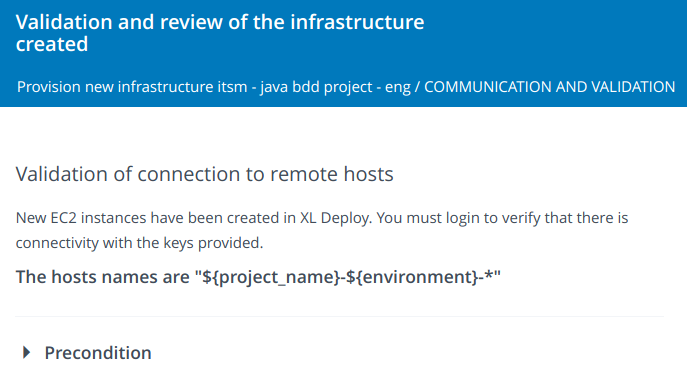 Validation and review of the infrastructure
created
Provision new infrastructure itsm - java bdd project - eng / COMMUNICATION AND VALIDATION
Validation of connection to remote hosts
New EC2 instances have been created in XL Deploy. You must login to verify that there is
connectivity with the keys provided.
The hosts names are "${project_name}-${environment}-*"
Precondition